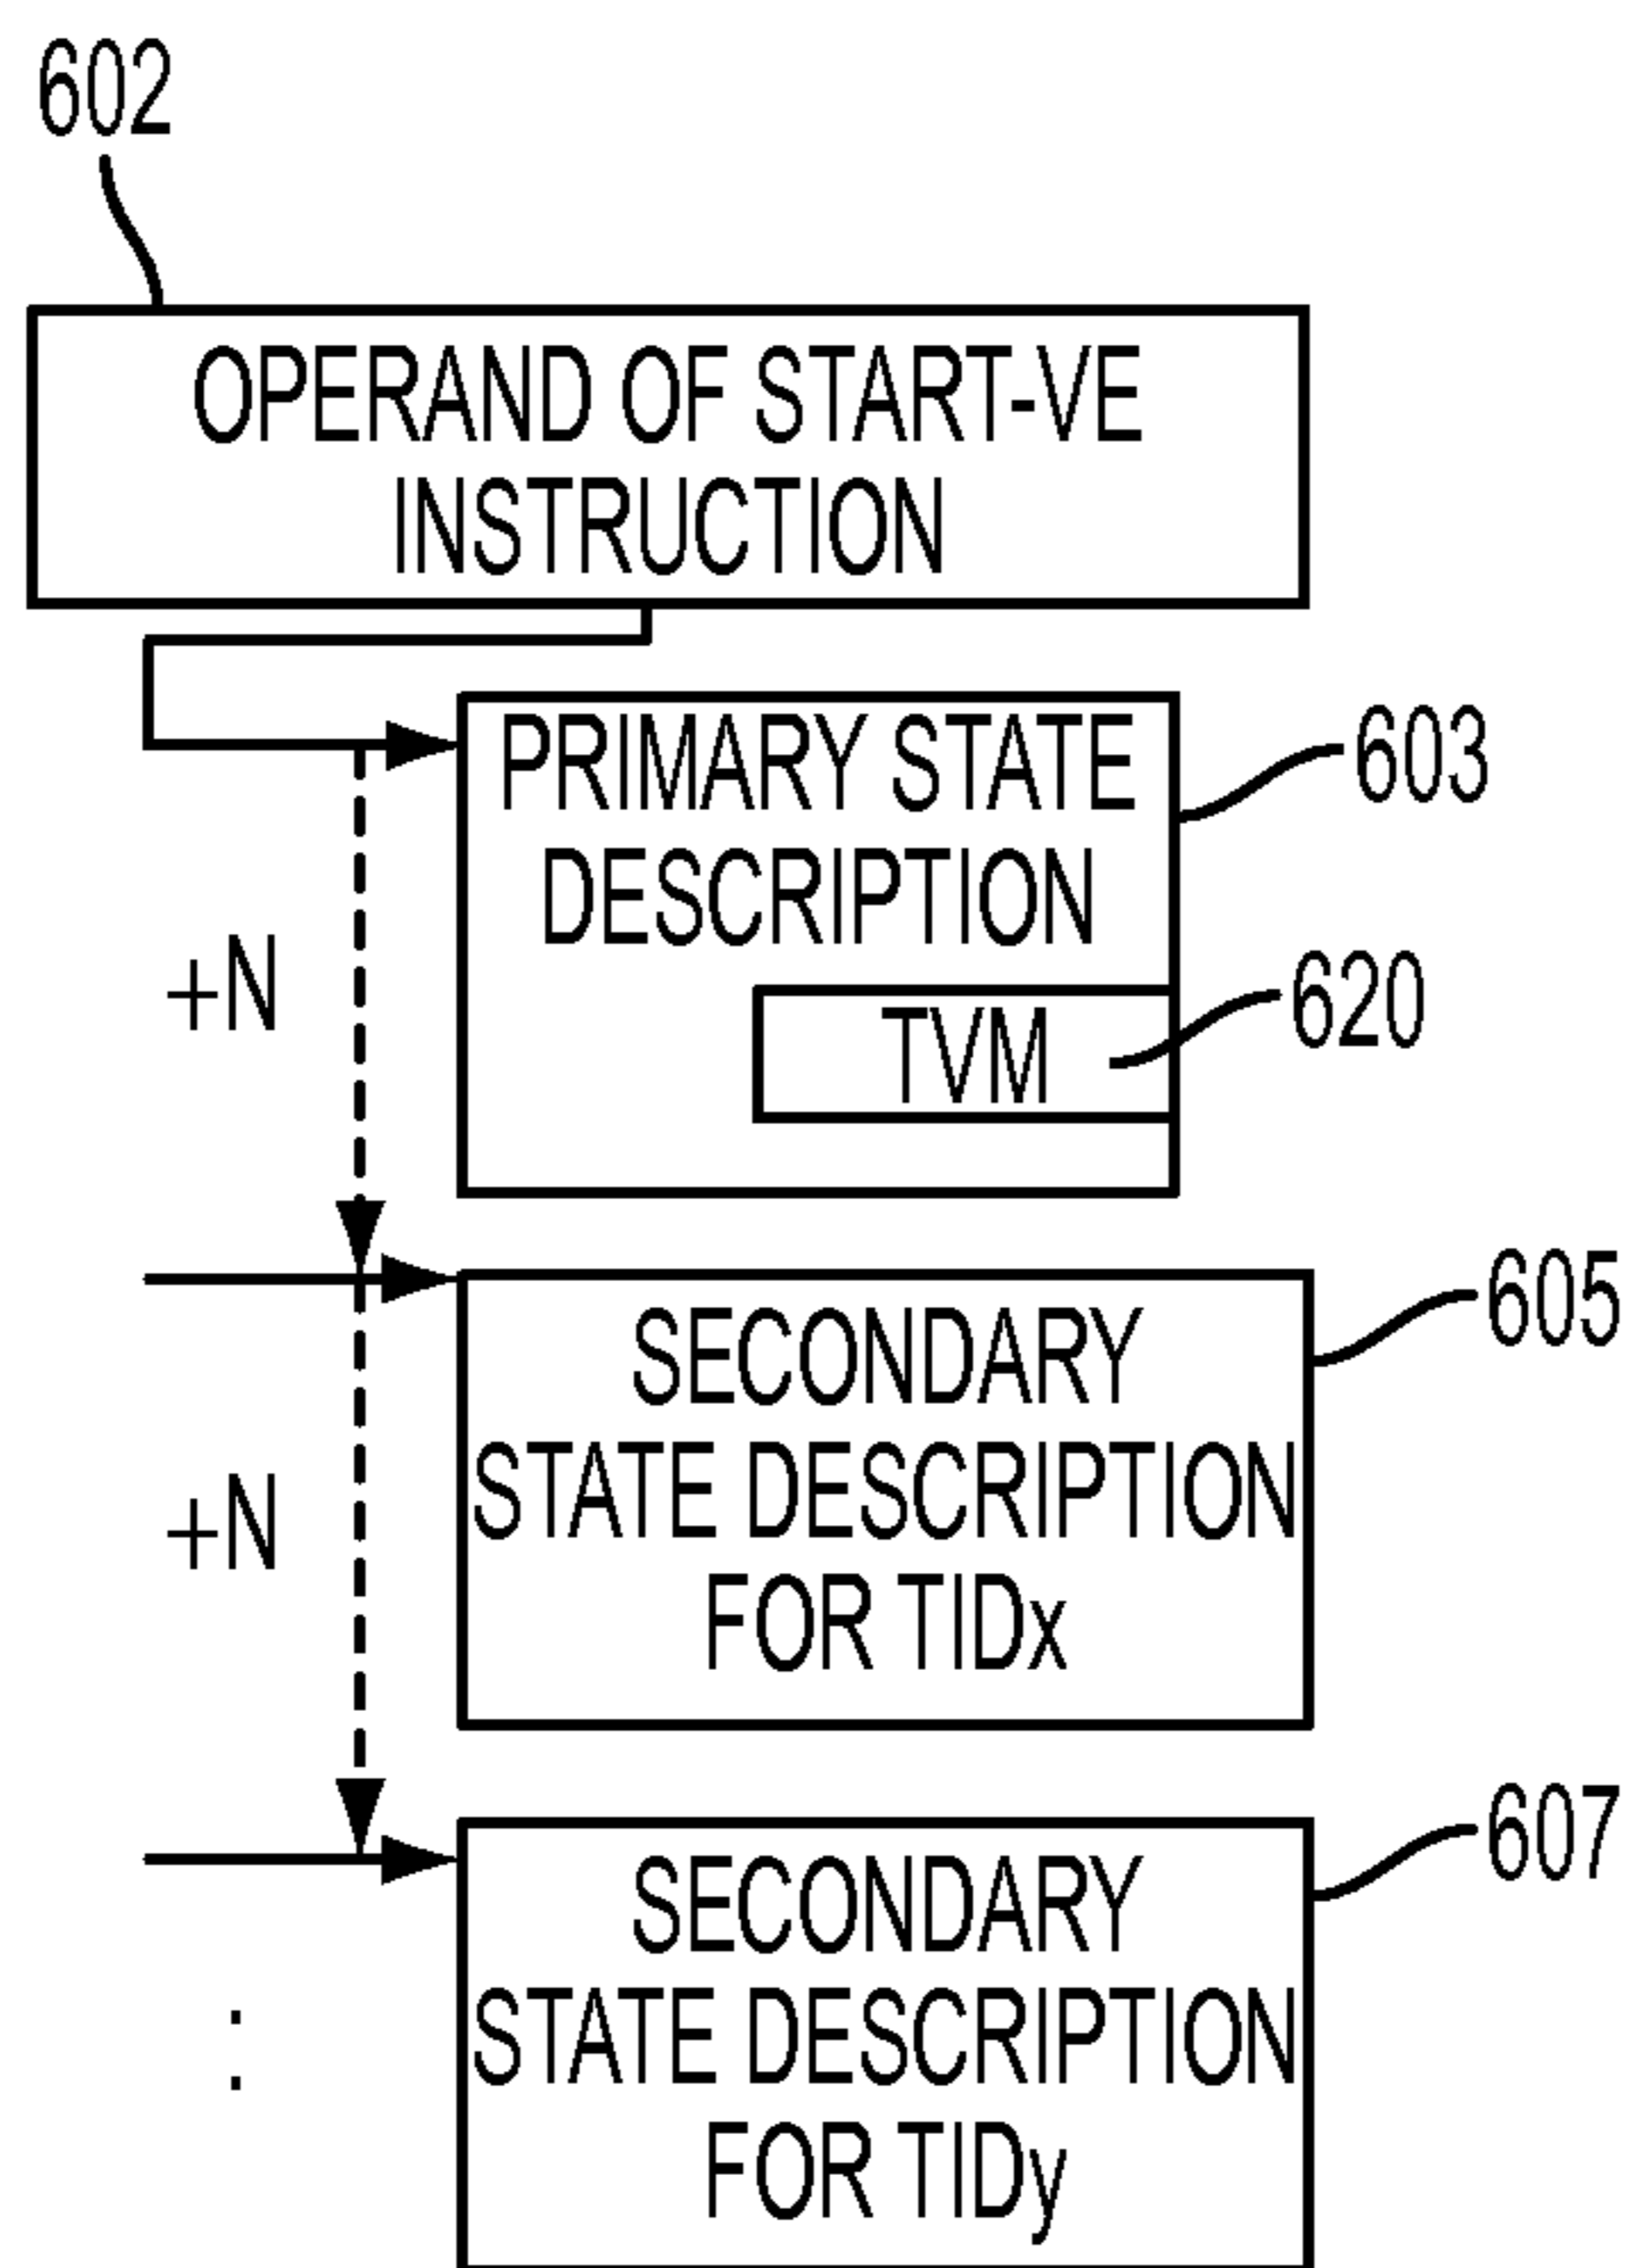 602
OPERAND OF START-VE
INSTRUCTION
PRIMARY STATE
DESCRIPTION
603
+N
TVM
620
SECONDARY
STATE DESCRIPTION
FOR TIDx
605
+N
SECONDARY
STATE DESCRIPTION
FOR TIDy
607
: